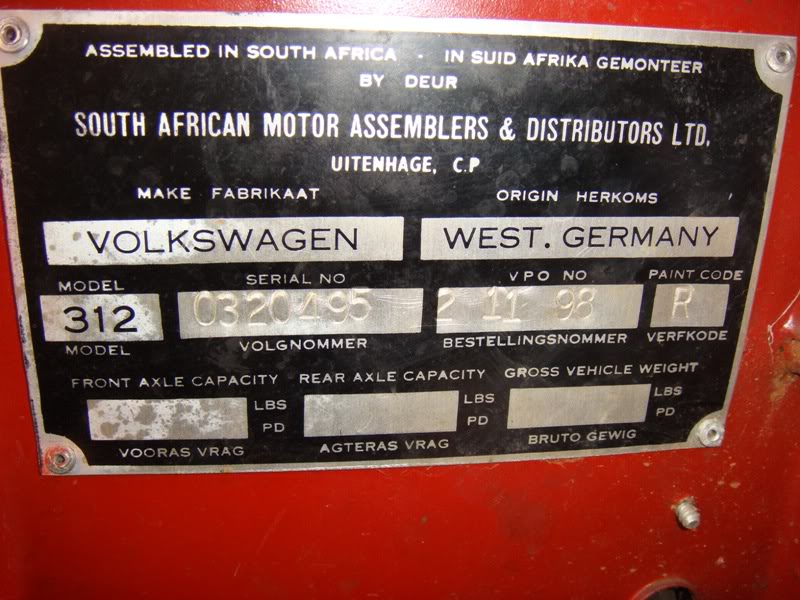 ASSEMBLED IN SOUTH AFRICA - IN SUID AFRIKA GEMONTEER
BY DEUR
SOUTH AFRICAN MOTOR ASSEMBLERS & DISTRIBUTORS LTD.
UITENHAGE, C.P
MAKE FABRIKAAT ORIGIN HERKOMS
VOLKSWAGEN WEST. GERMANY
MODEL SERIAL NO VPO NO PAINT CODE
312 0320495 2 11 98 R
MODEL VOLGNOMMER BESTELLINGSNOMMER VERFKODE
FRONT AXLE CAPACITY REAR AXLE CAPACITY GROSS VEHICLE WEIGHT
LBS LBS LBS
PD PD PD
VOORAS VRAG AGTERAS VRAG BRUTO GEWIG